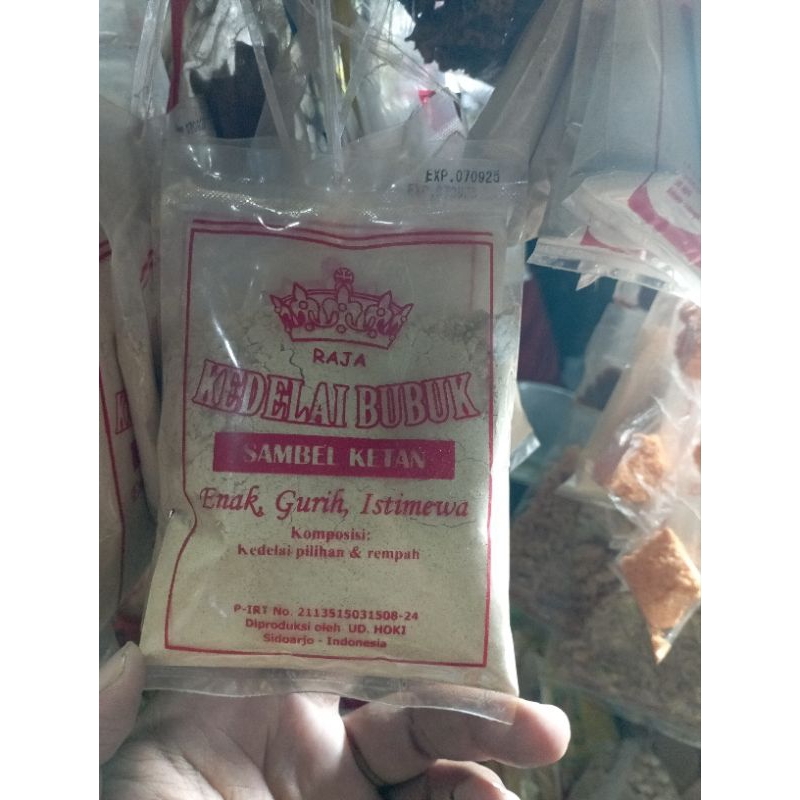 EXP.070925
RAJA
KEDELAI BUBUK
SAMBEL KETAN
Enak, Gurih, Istimewa
Komposisi:
Kedelai pilihan & rempah
P-IRT No. 2113515031508-24
Diproduksi oleh UD. HOKI
Sidoarjo - Indonesia